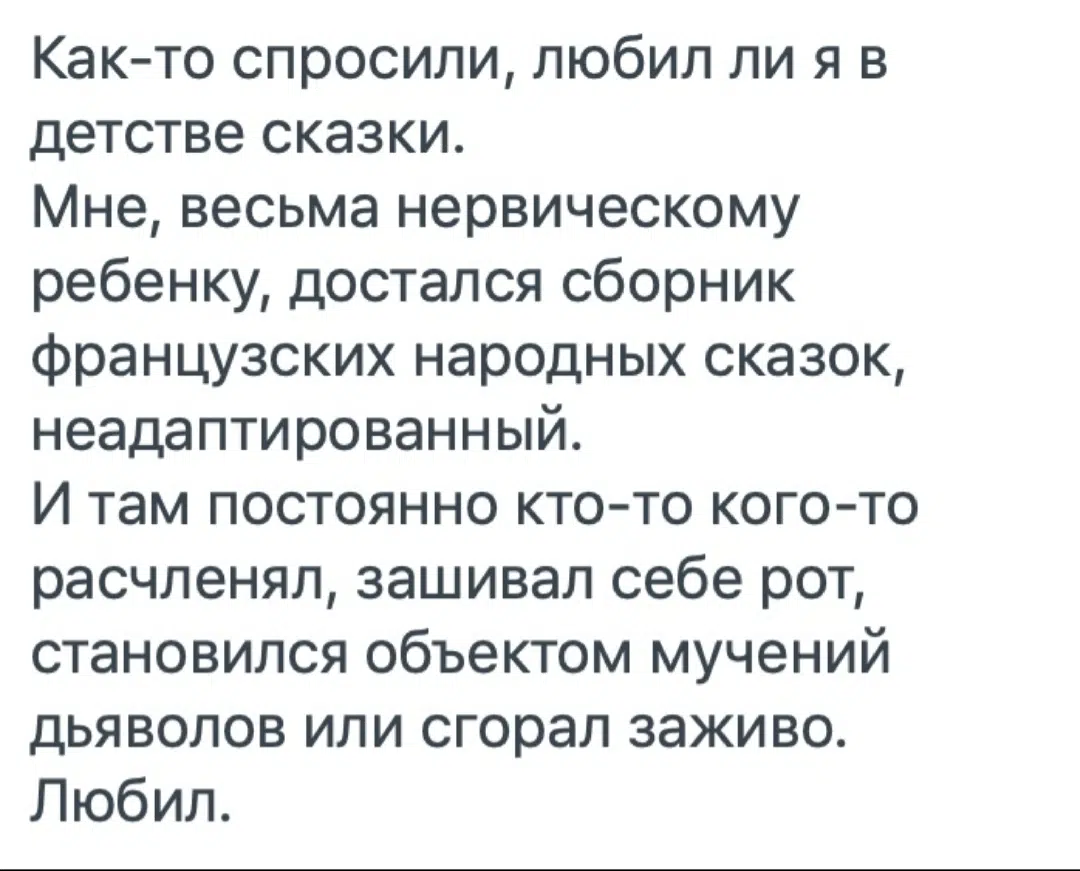 Как-то спросили, любил ли я в
детстве сказки.
Мне, весьма нервическому
ребенку, достался сборник
французских народных сказок,
неадаптированный.
И там постоянно кто-то кого-то
расчленял, зашивал себе рот,
становился объектом мучений
дьяволов или сгорал заживо.
Любил.